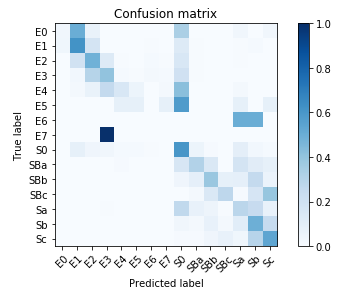 Confusion matrix
True label
E0
E1
E2
E3
E4
E5
E6
E7
S0
SBa
SBb
SBc
Sa
Sb
Sc
E0 E1 E2 E3 E4 E5 E6 E7 S0 SBa SBb SBc Sa Sb Sc
Predicted label
1.0
0.8
0.6
0.4
0.2
0.0